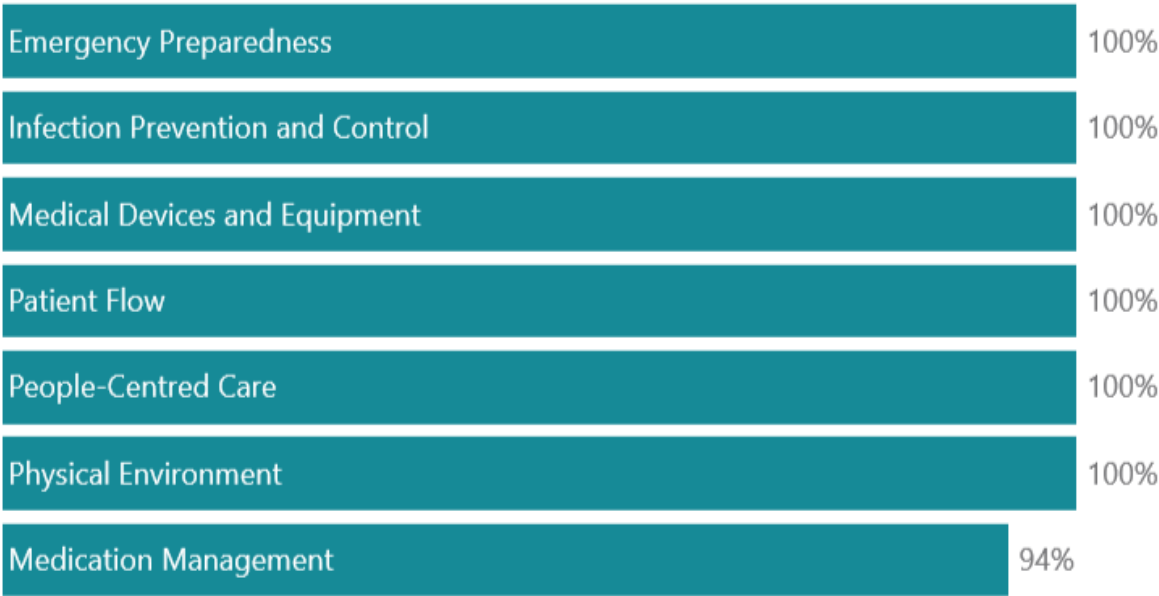 Emergency Preparedness 100%
Infection Prevention and Control 100%
Medical Devices and Equipment 100%
Patient Flow 100%
People-Centred Care 100%
Physical Environment 100%
Medication Management 94%